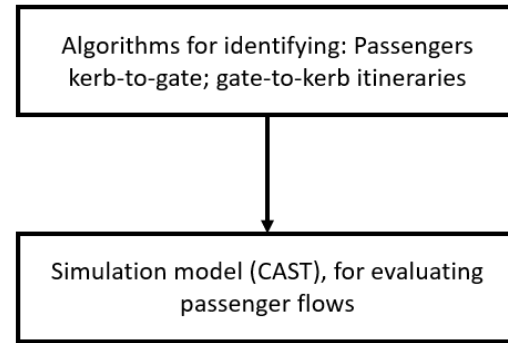 Algorithms for identifying: Passengers
kerb-to-gate; gate-to-kerb itineraries
Simulation model (CAST), for evaluating
passenger flows